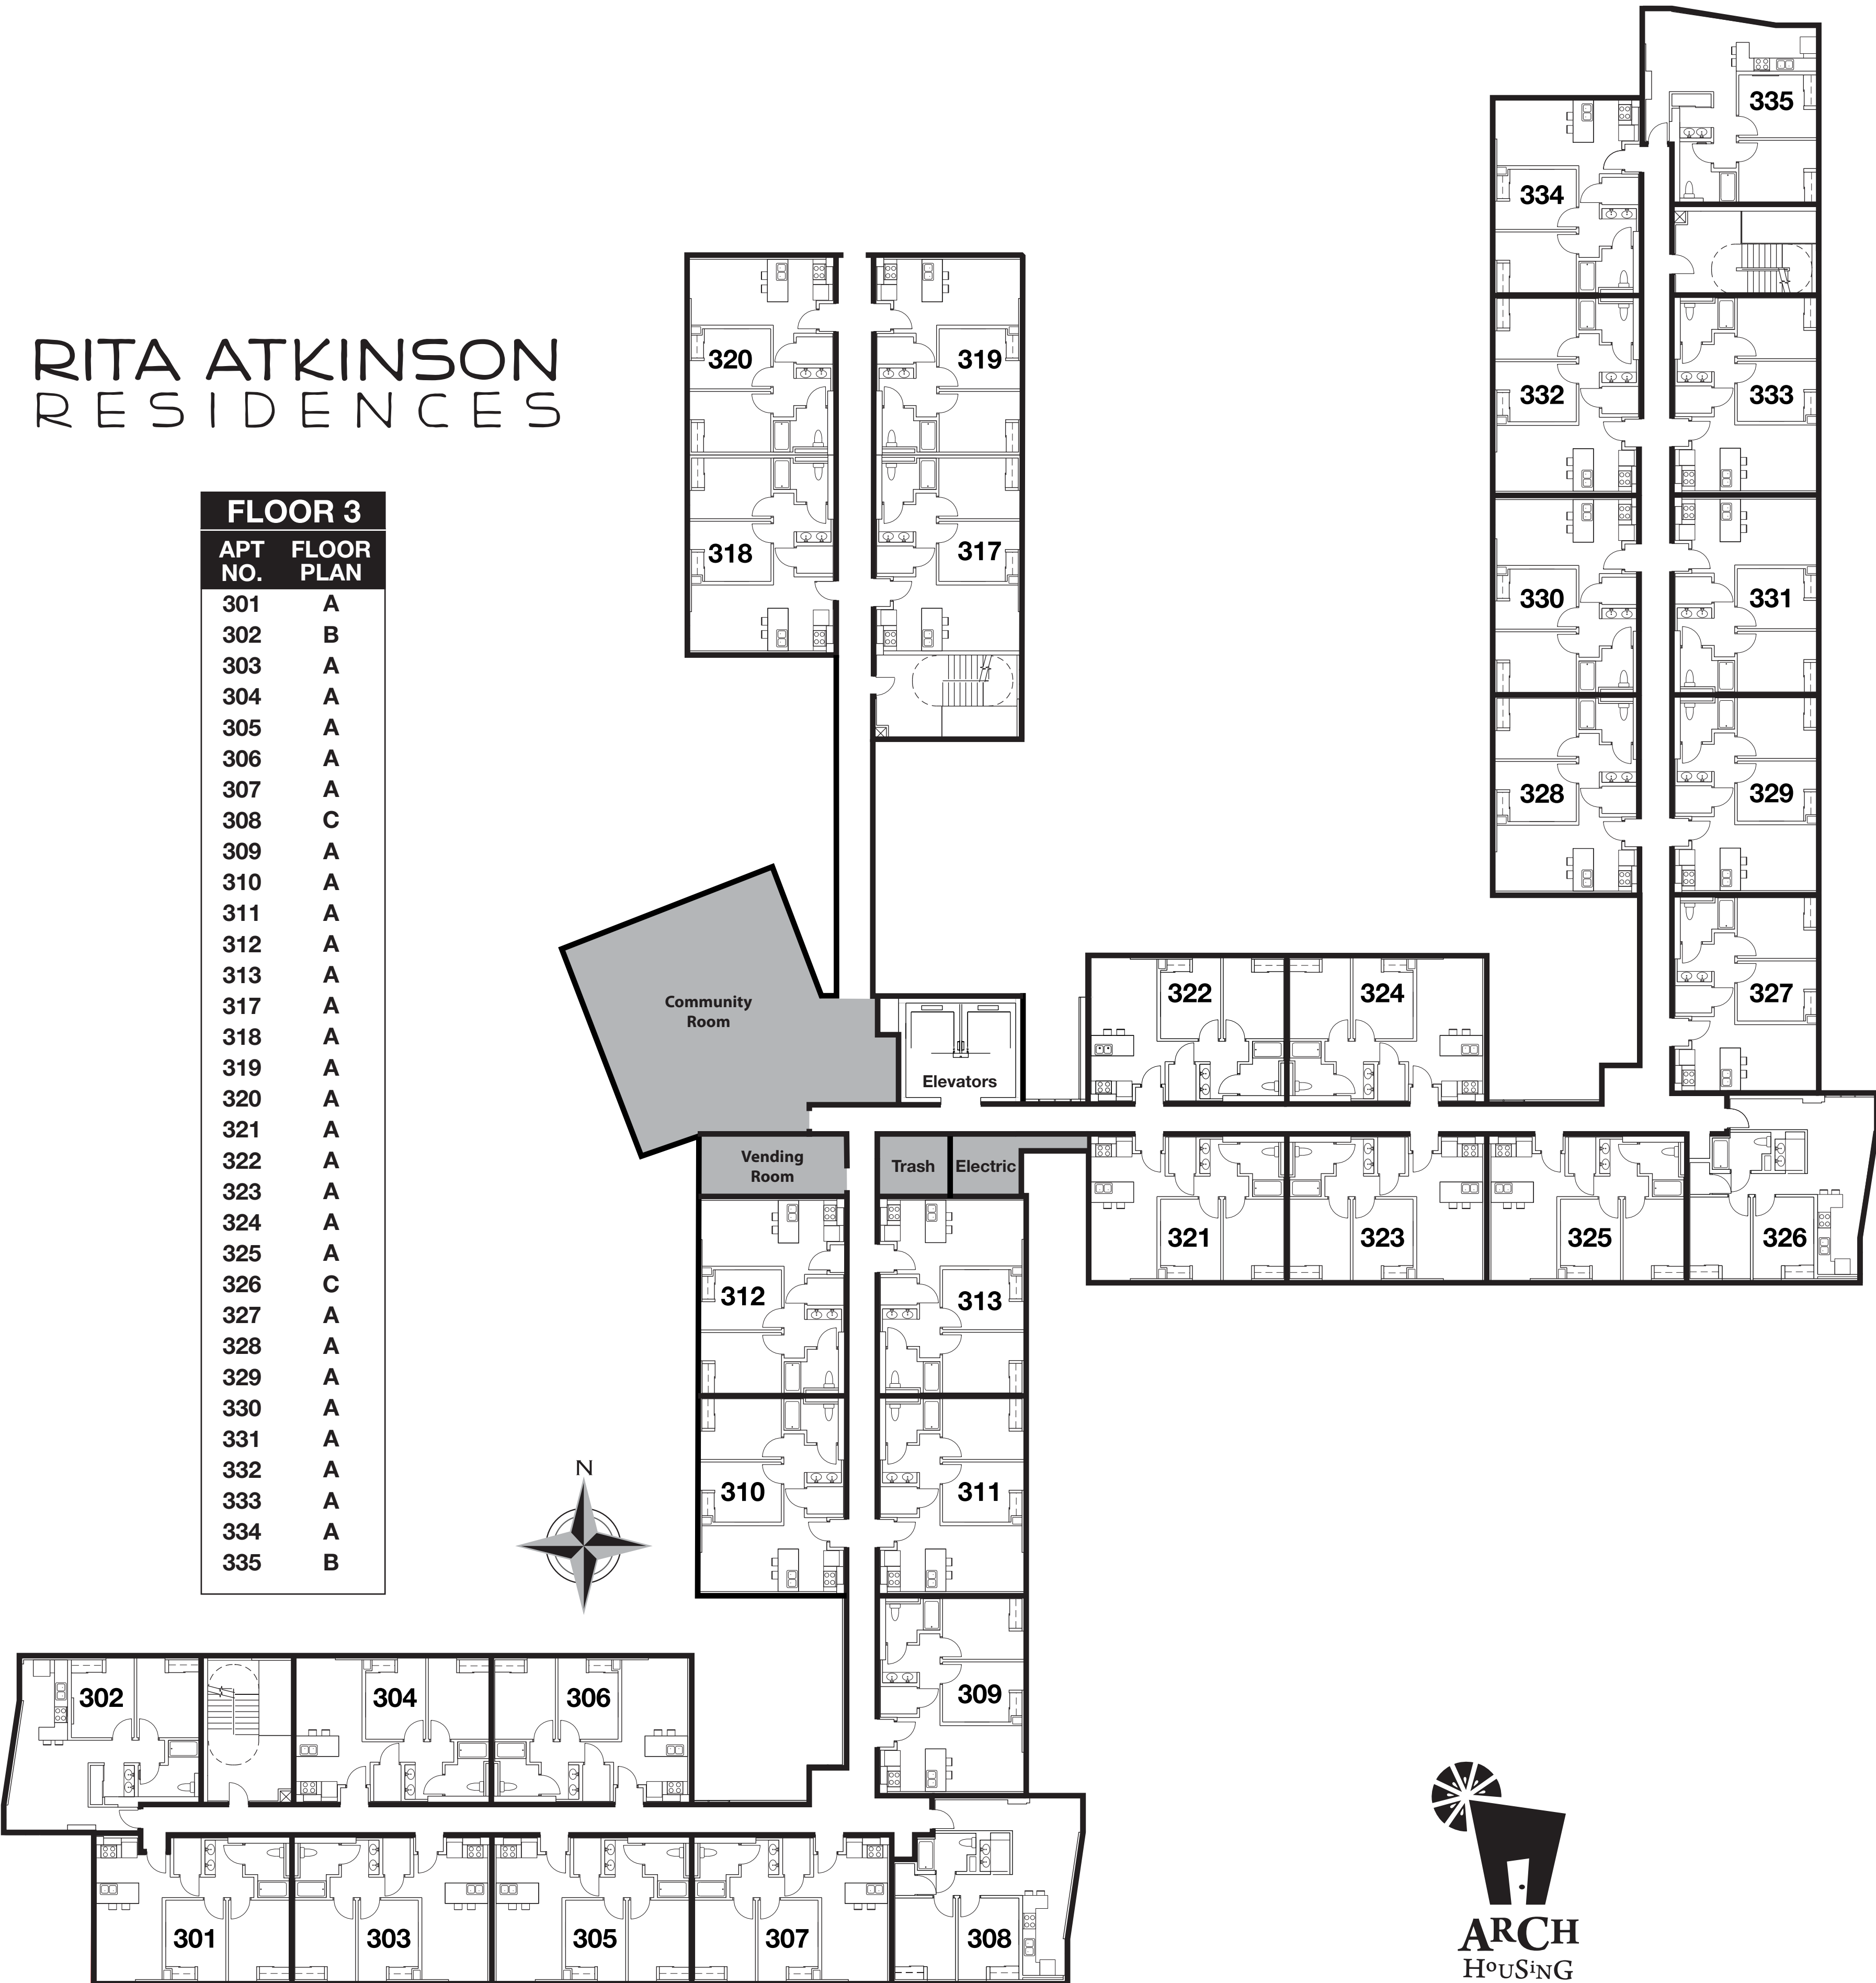 RITA ATKINSON
RESIDENCES
FLOOR 3
APT NO. FLOOR PLAN
301 A
302 B
303 A
304 A
305 A
306 A
307 A
308 C
309 A
310 A
311 A
312 A
313 A
317 A
318 A
319 A
320 A
321 A
322 A
323 A
324 A
325 A
326 C
327 A
328 A
329 A
330 A
331 A
332 A
333 A
334 A
335 B
335
334
320
319
332
333
318
317
330
331
328
329
322
324
327
Community
Room
Elevators
Vending
Room
Trash
Electric
321
323
325
326
312
313
310
311
N
309
302
304
306
301
303
305
307
308
ARCH
HOUSiNG